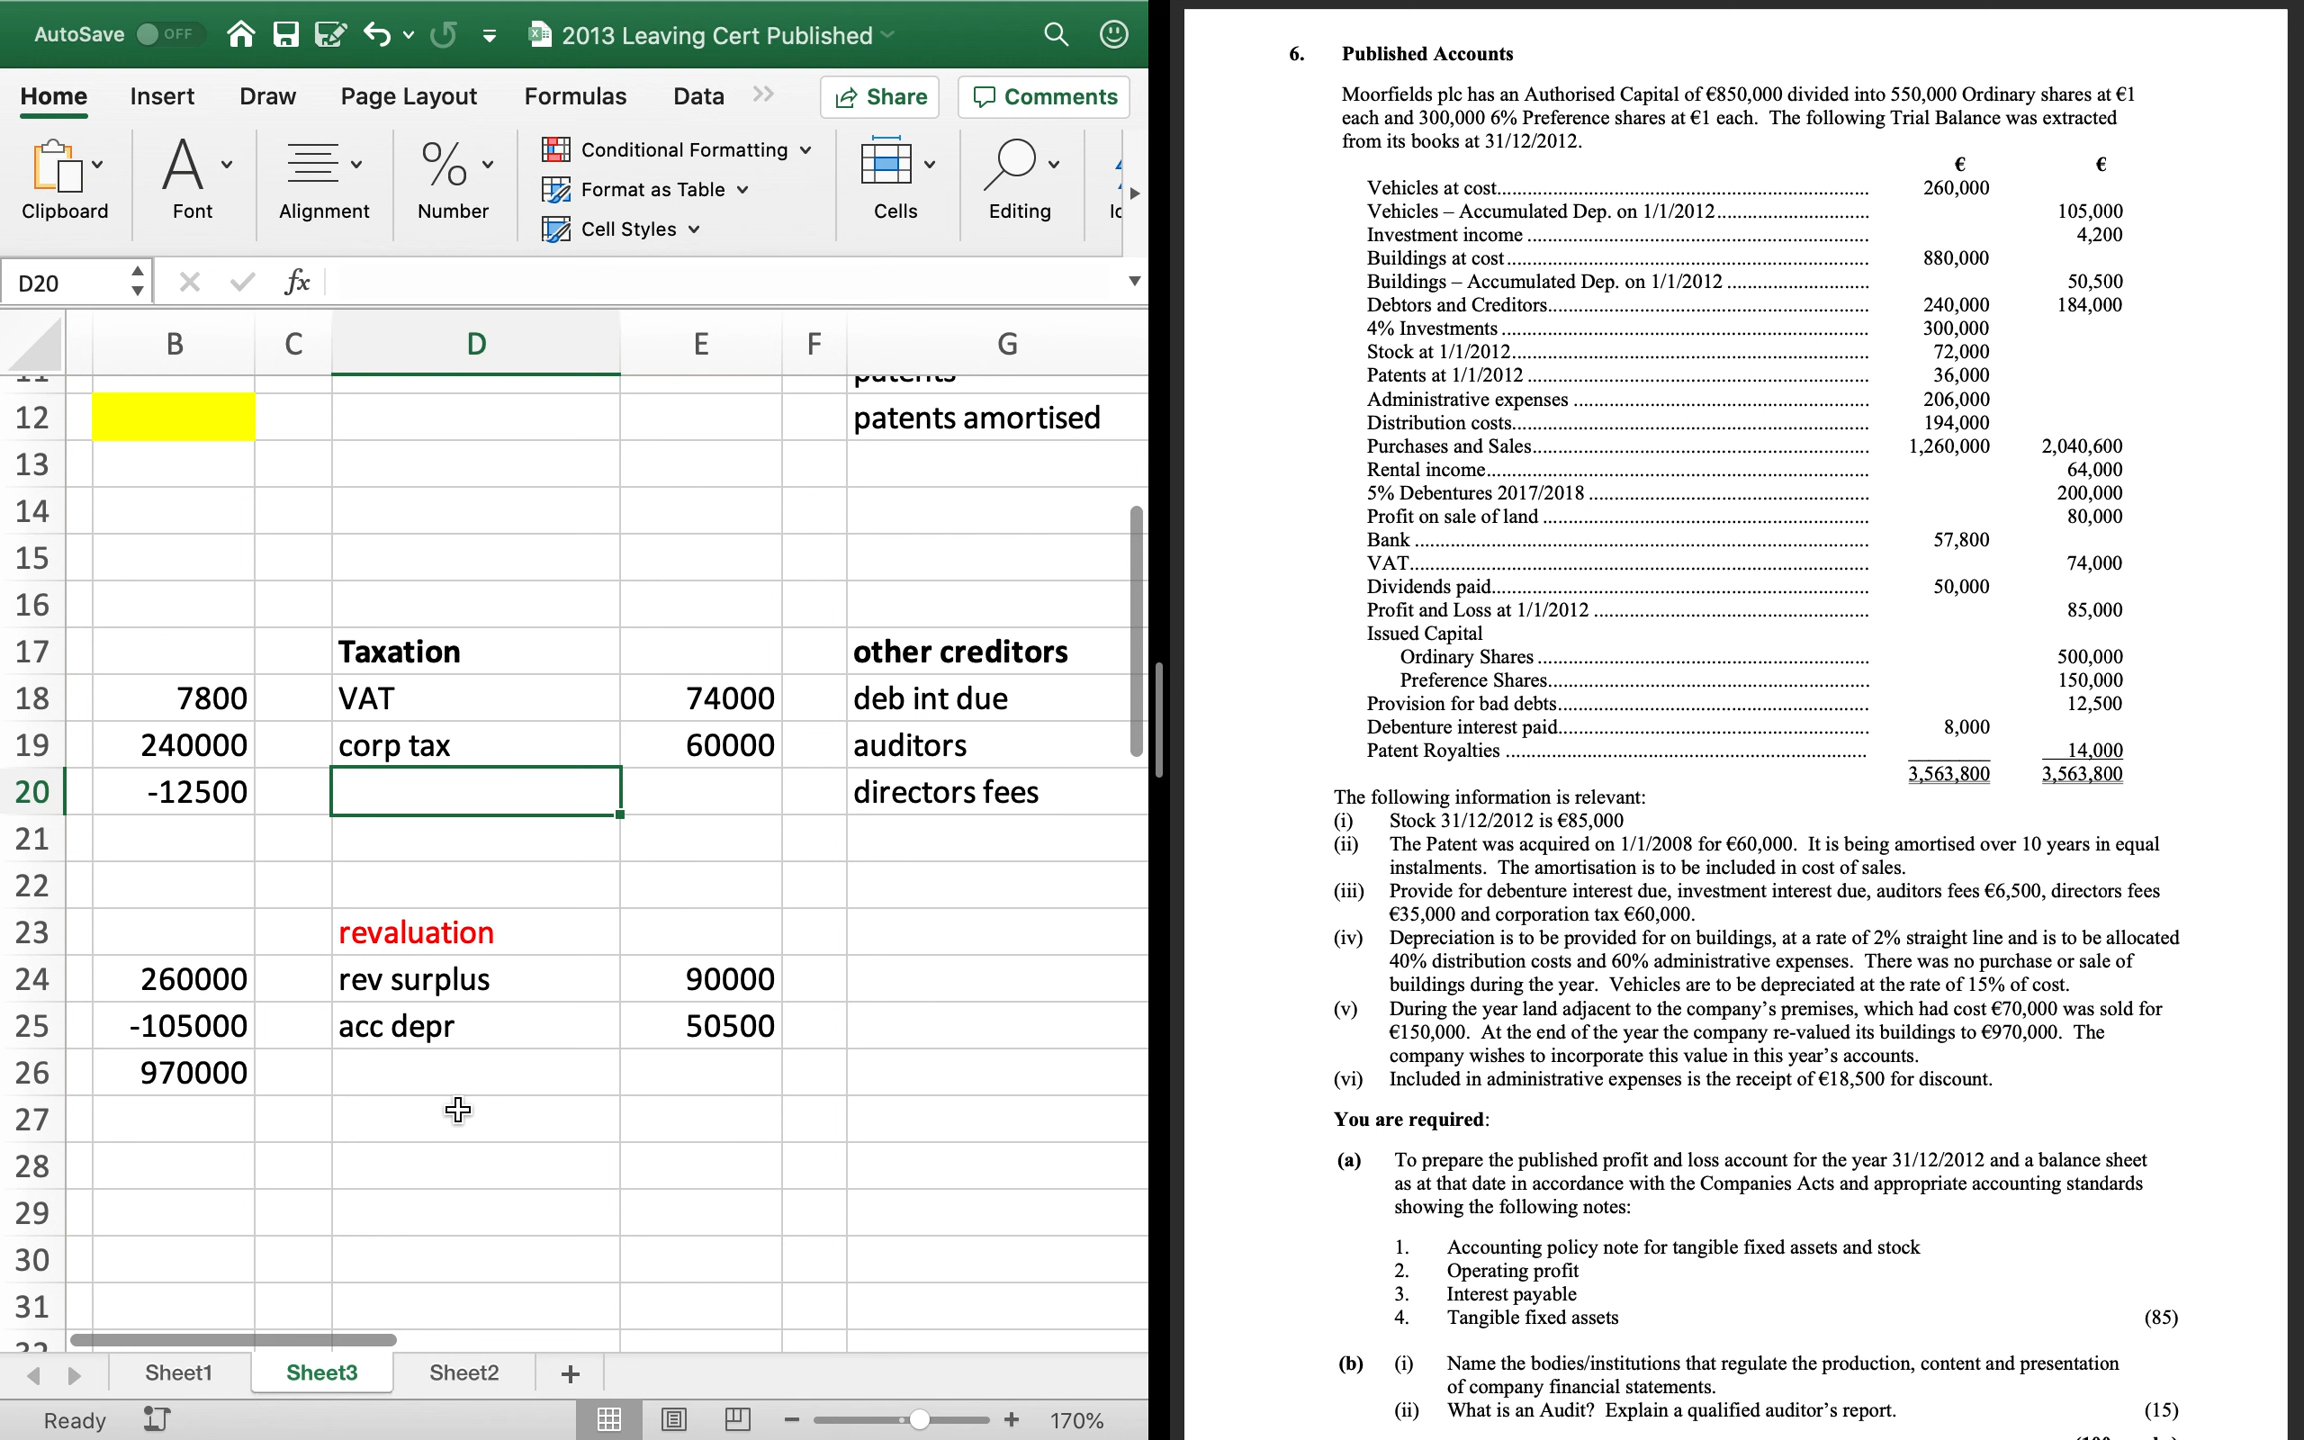 AutoSave OFF 2013 Leaving Cert Published
Home Insert Draw Page Layout Formulas Data Share Comments
Clipboard Font Alignment Number Conditional Formatting Format as Table Cell Styles Cells Editing
D20 fx
B C D E F G
12 patents amortised
13
14
15
16
17 Taxation other creditors
18 7800 VAT 74000 deb int due
19 240000 corp tax 60000 auditors
20 -12500 directors fees
21
22
23 revaluation
24 260000 rev surplus 90000
25 -105000 acc depr 50500
26 970000
27
28
29
30
31
Sheet1 Sheet3 Sheet2 +
Ready 170%
6. Published Accounts
Moorfields plc has an Authorised Capital of €850,000 divided into 550,000 Ordinary shares at €1
each and 300,000 6% Preference shares at €1 each. The following Trial Balance was extracted
from its books at 31/12/2012.
€ €
Vehicles at cost 260,000
Vehicles – Accumulated Dep. on 1/1/2012 105,000
Investment income 4,200
Buildings at cost 880,000
Buildings – Accumulated Dep. on 1/1/2012 50,500
Debtors and Creditors 240,000 184,000
4% Investments 300,000
Stock at 1/1/2012 72,000
Patents at 1/1/2012 36,000
Administrative expenses 206,000
Distribution costs 194,000
Purchases and Sales 1,260,000 2,040,600
Rental income 64,000
5% Debentures 2017/2018 200,000
Profit on sale of land 80,000
Bank 57,800
VAT 74,000
Dividends paid 50,000
Profit and Loss at 1/1/2012 85,000
Issued Capital
Ordinary Shares 500,000
Preference Shares 150,000
Provision for bad debts 12,500
Debenture interest paid 8,000
Patent Royalties 14,000
3,563,800 3,563,800
The following information is relevant:
(i) Stock 31/12/2012 is €85,000
(ii) The Patent was acquired on 1/1/2008 for €60,000. It is being amortised over 10 years in equal
instalments. The amortisation is to be included in cost of sales.
(iii) Provide for debenture interest due, investment interest due, auditors fees €6,500, directors fees
€35,000 and corporation tax €60,000.
(iv) Depreciation is to be provided for on buildings, at a rate of 2% straight line and is to be allocated
40% distribution costs and 60% administrative expenses. There was no purchase or sale of
buildings during the year. Vehicles are to be depreciated at the rate of 15% of cost.
(v) During the year land adjacent to the company's premises, which had cost €70,000 was sold for
€150,000. At the end of the year the company re-valued its buildings to €970,000. The
company wishes to incorporate this value in this year's accounts.
(vi) Included in administrative expenses is the receipt of €18,500 for discount.
You are required:
(a) To prepare the published profit and loss account for the year 31/12/2012 and a balance sheet
as at that date in accordance with the Companies Acts and appropriate accounting standards
showing the following notes:
1. Accounting policy note for tangible fixed assets and stock
2. Operating profit
3. Interest payable
4. Tangible fixed assets (85)
(b) (i) Name the bodies/institutions that regulate the production, content and presentation
of company financial statements.
(ii) What is an Audit? Explain a qualified auditor's report. (15)